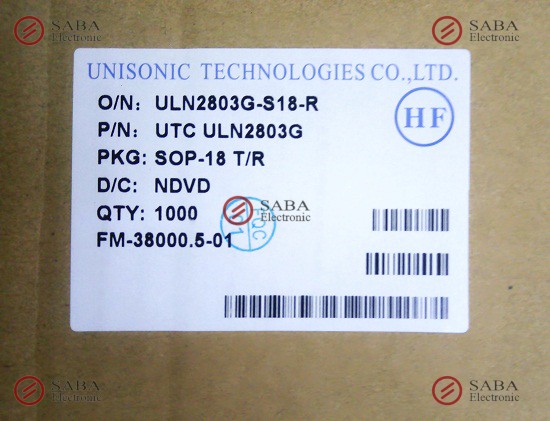 SABA
Electronic
SABA
Electronic
UNISONIC TECHNOLOGIES CO.,LTD.
O/N: ULN2803G-S18-R
HF
P/N: UTC ULN2803G
PKG: SOP-18 T/R
D/C: NDVD
SABA
Electronic
QTY: 1000
FM-38000.5-01
SABA
Electronic
SABA
Electronic